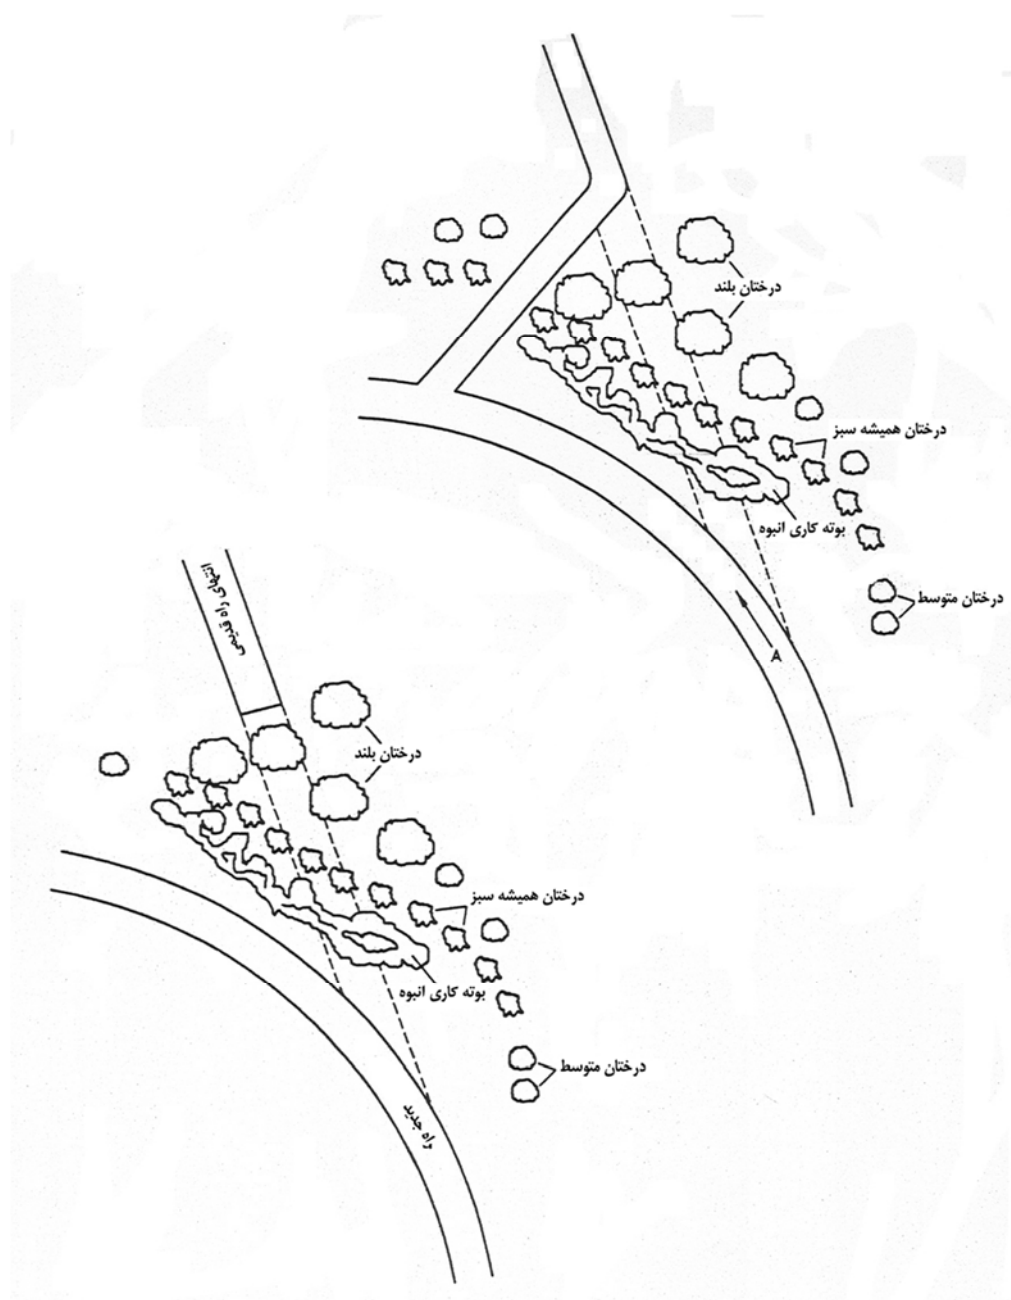 درختان بلند
درختان همیشه سبز
بوته کاری انبوه
درختان متوسط
A
انتهای راه قدیمی
درختان بلند
درختان همیشه سبز
بوته کاری انبوه
درختان متوسط
راه جدید